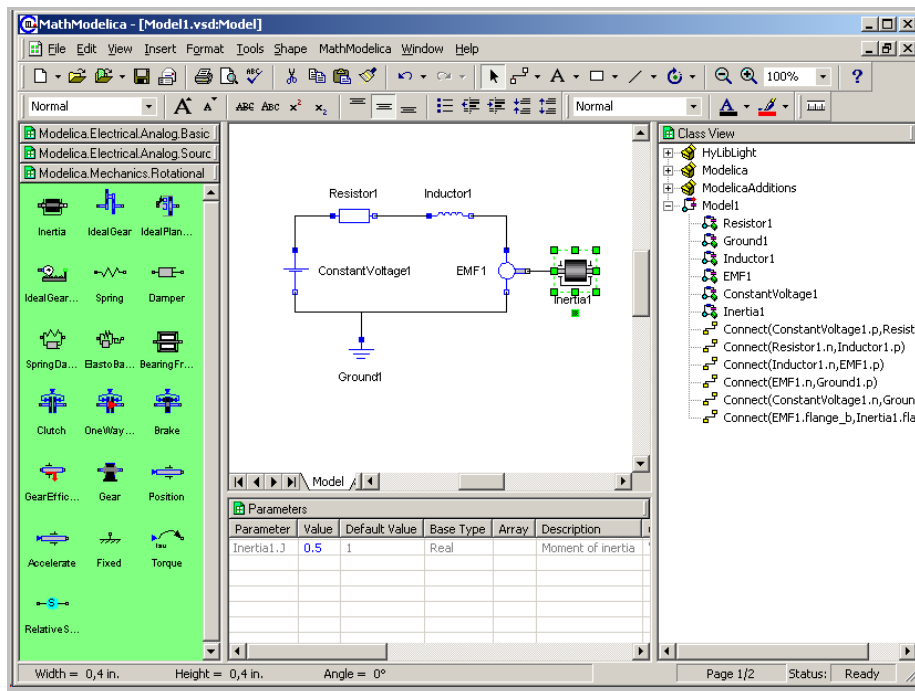 MathModelica - [Model1.vsd:Model]
File Edit View Insert Format Tools Shape MathModelica Window Help
100%
Normal
Normal
Modelica.Electrical.Analog.Basic
Modelica.Electrical.Analog.Sourc
Modelica.Mechanics.Rotational
Inertia IdealGear IdealPlan...
IdealGear... Spring Damper
SpringDa... ElastoBa... BearingFr...
Clutch OneWay... Brake
GearEffic... Gear Position
Accelerate Fixed Torque
RelativeS...
Resistor1 Inductor1
ConstantVoltage1 EMF1
Inertia1
Ground1
Model
Parameters
Parameter Value Default Value Base Type Array Description
Inertia1.J 0.5 1 Real Moment of inertia
Class View
HyLibLight
Modelica
ModelicaAdditions
Model1
Resistor1
Ground1
Inductor1
EMF1
ConstantVoltage1
Inertia1
Connect(ConstantVoltage1.p,Resist
Connect(Resistor1.n,Inductor1.p)
Connect(Inductor1.n,EMF1.p)
Connect(EMF1.n,Ground1.p)
Connect(ConstantVoltage1.n,Groun
Connect(EMF1.flange_b,Inertia1.fla
Width = 0,4 in. Height = 0,4 in. Angle = 0° Page 1/2 Status: Ready